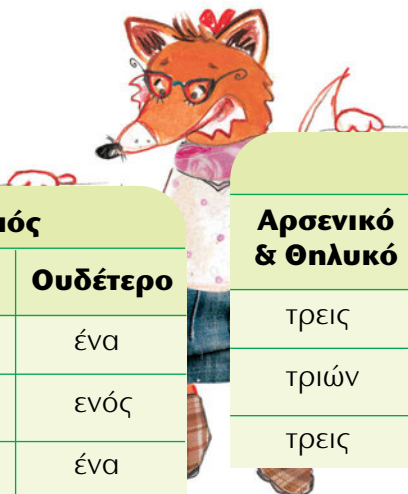 ιός
Ουδέτερο
ένα
ενός
ένα
Αρσενικό
& Θηλυκό
τρεις
τριών
τρεις